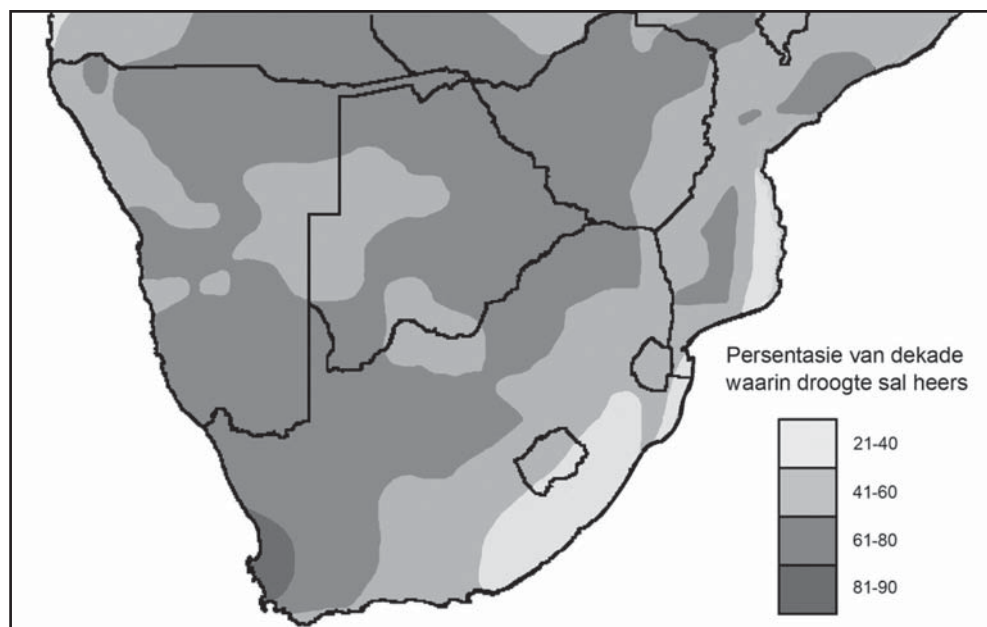 Persentasie van dekade
waarin droogte sal heers
21-40
41-60
61-80
81-90